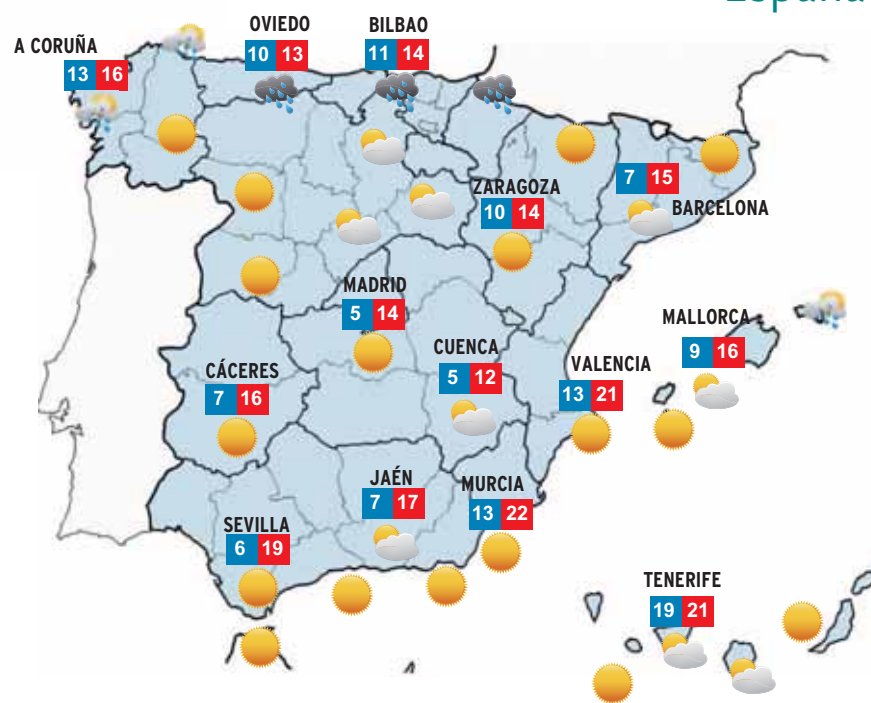 España
OVIEDO
10 13
BILBAO
11 14
A CORUÑA
13 16
ZARAGOZA
10 14
7 15
BARCELONA
MADRID
5 14
MALLORCA
9 16
CUENCA
5 12
VALENCIA
13 21
CÁCERES
7 16
JAÉN
7 17
MURCIA
13 22
SEVILLA
6 19
TENERIFE
19 21